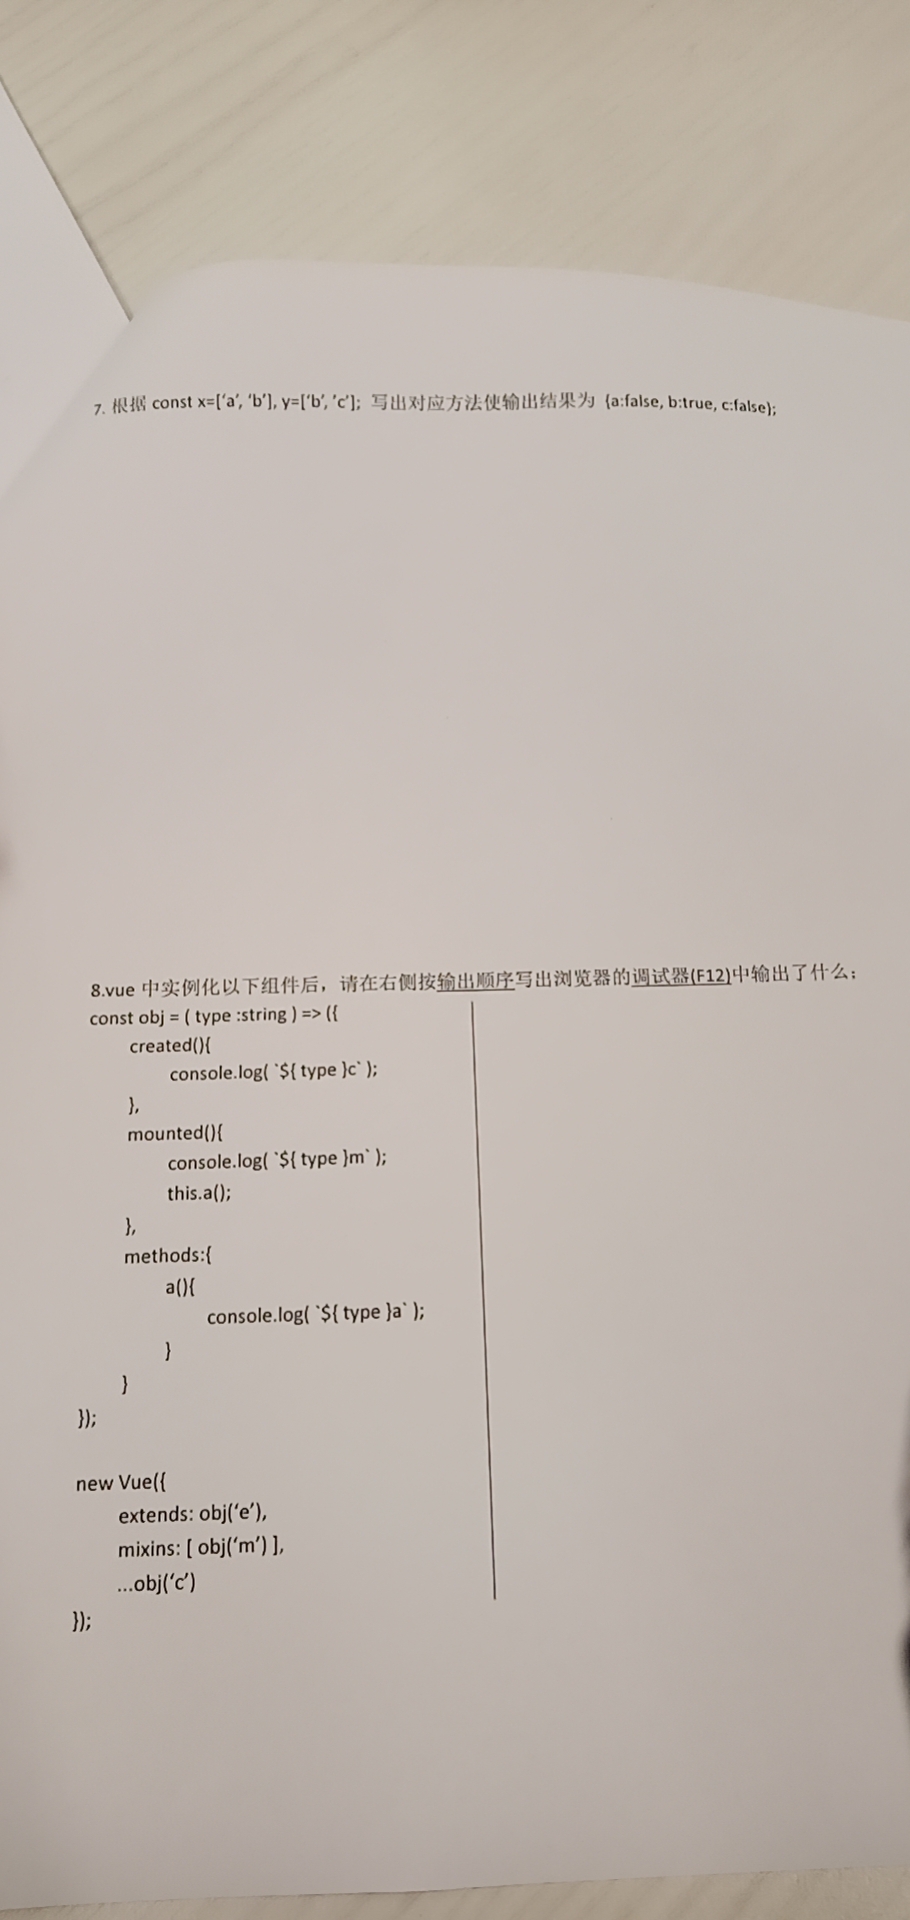 7. 根据 const x=['a', 'b'], y=['b', 'c']; 写出对应方法使输出结果为 {a:false, b:true, c:false};
8.vue 中实例化以下组件后，请在右侧按输出顺序写出浏览器的调试器(F12)中输出了什么；
const obj = ( type :string ) => ({
created(){
console.log( `${ type }c` );
},
mounted(){
console.log( `${ type }m` );
this.a();
},
methods:{
a(){
console.log( `${ type }a` );
}
}
});
new Vue({
extends: obj('e'),
mixins: [ obj('m') ],
...obj('c')
});